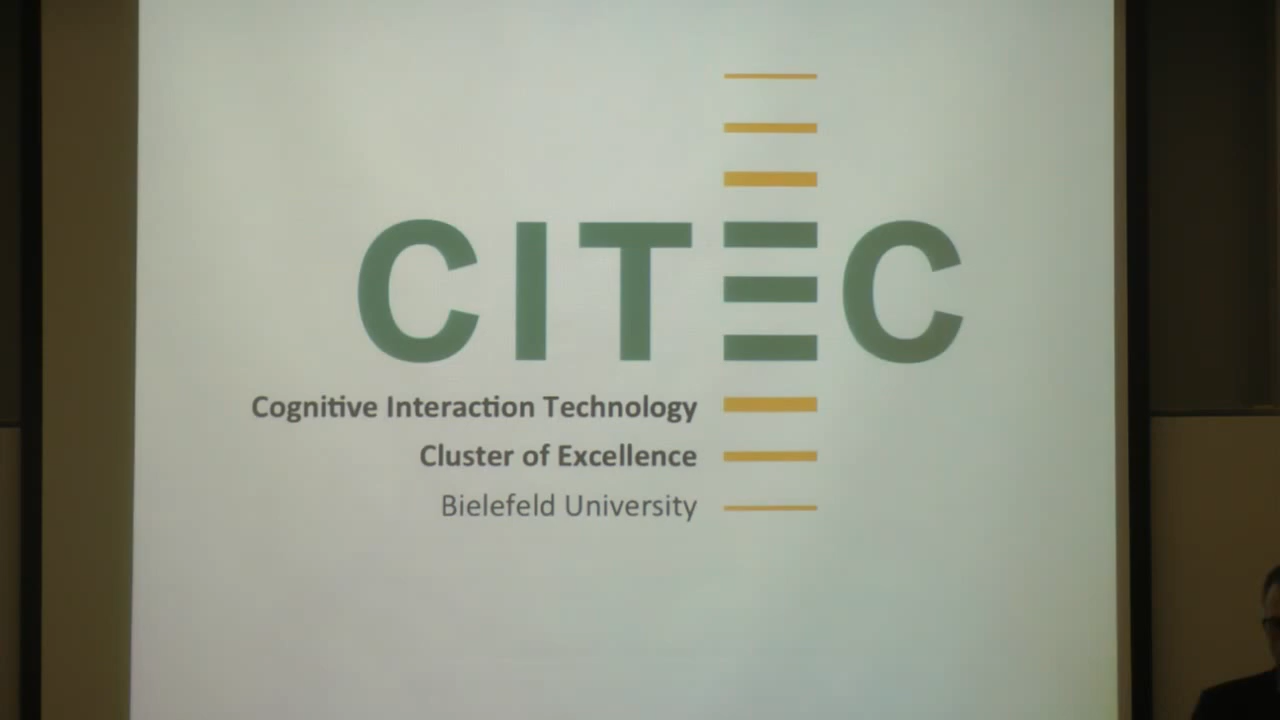 CITEC
Cognitive Interaction Technology
Cluster of Excellence
Bielefeld University